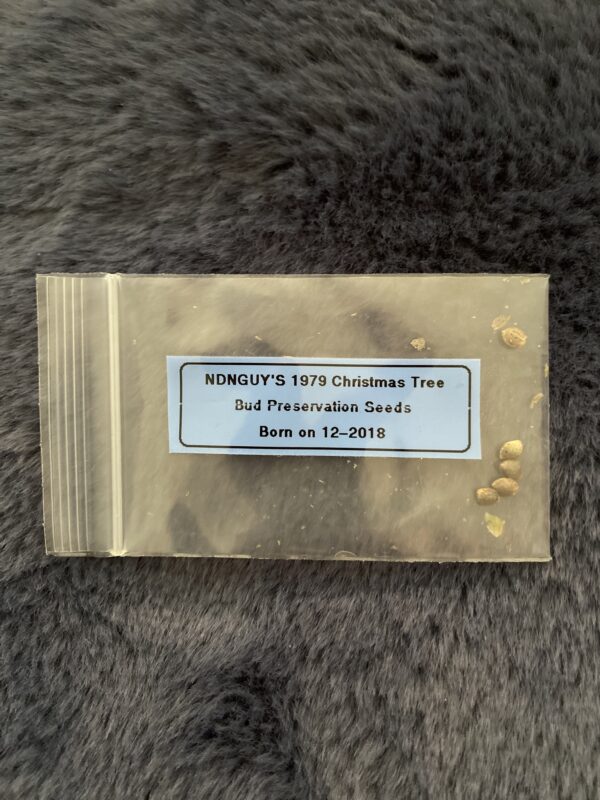 NDNGUY'S 1979 Christmas Tree
Bud Preservation Seeds
Born on 12–2018